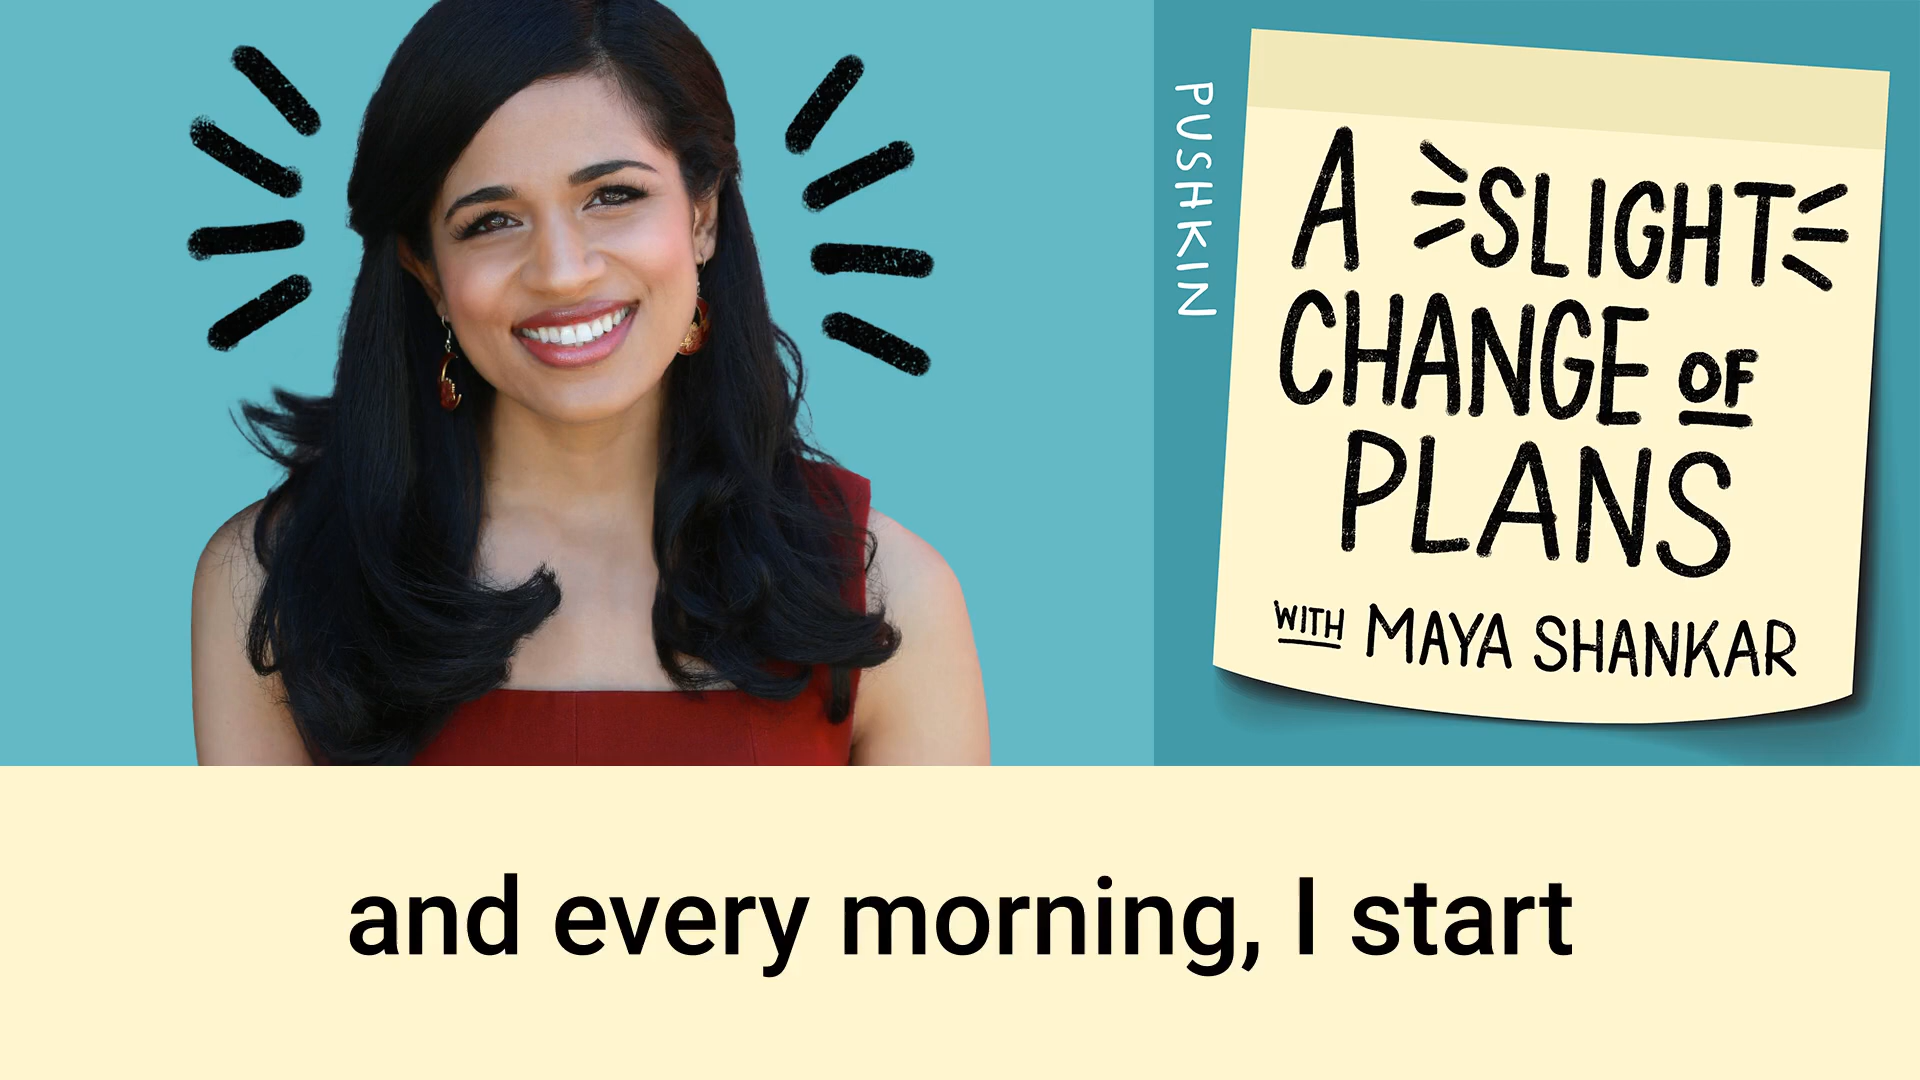 PUSHKIN
A SLIGHT
CHANGE OF
PLANS
WITH MAYA SHANKAR
and every morning, I start